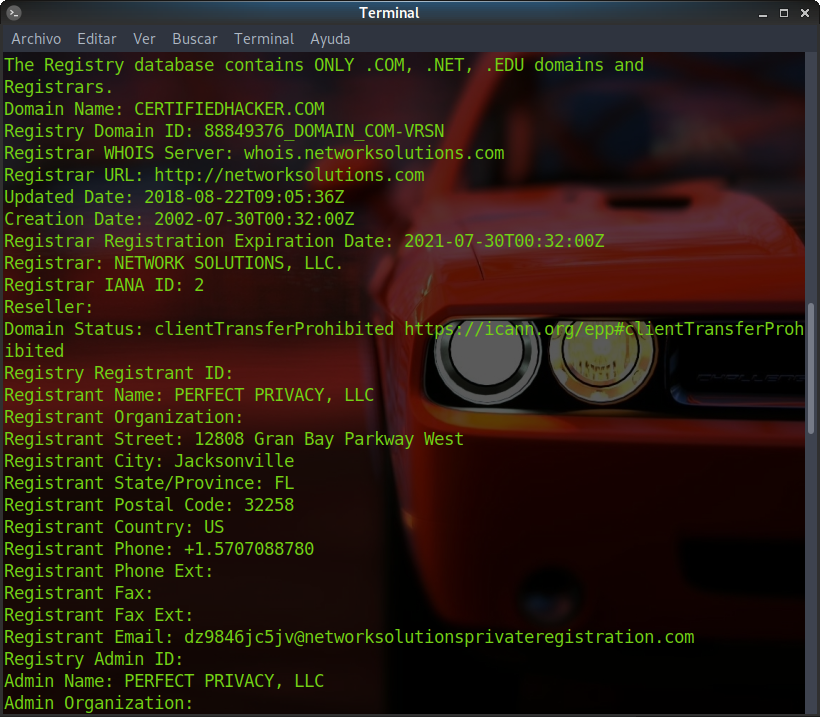 Terminal
Archivo Editar Ver Buscar Terminal Ayuda
The Registry database contains ONLY .COM, .NET, .EDU domains and
Registrars.
Domain Name: CERTIFIEDHACKER.COM
Registry Domain ID: 88849376_DOMAIN_COM-VRSN
Registrar WHOIS Server: whois.networksolutions.com
Registrar URL: http://networksolutions.com
Updated Date: 2018-08-22T09:05:36Z
Creation Date: 2002-07-30T00:32:00Z
Registrar Registration Expiration Date: 2021-07-30T00:32:00Z
Registrar: NETWORK SOLUTIONS, LLC.
Registrar IANA ID: 2
Reseller:
Domain Status: clientTransferProhibited https://icann.org/epp#clientTransferProh
ibited
Registry Registrant ID:
Registrant Name: PERFECT PRIVACY, LLC
Registrant Organization:
Registrant Street: 12808 Gran Bay Parkway West
Registrant City: Jacksonville
Registrant State/Province: FL
Registrant Postal Code: 32258
Registrant Country: US
Registrant Phone: +1.5707088780
Registrant Phone Ext:
Registrant Fax:
Registrant Fax Ext:
Registrant Email: dz9846jc5jv@networksolutionsprivateregistration.com
Registry Admin ID:
Admin Name: PERFECT PRIVACY, LLC
Admin Organization: